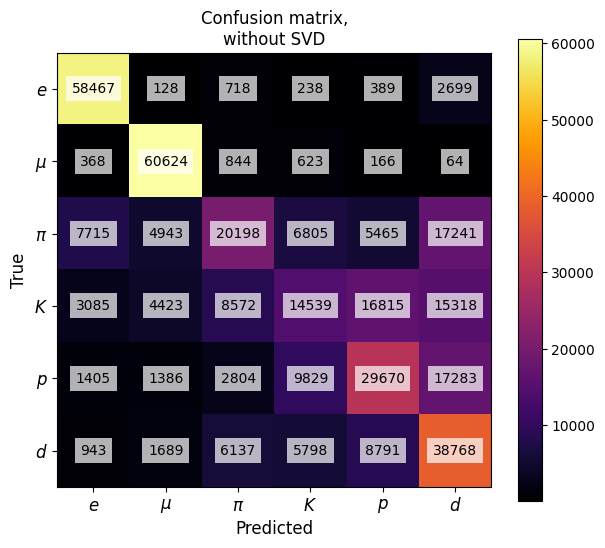 Confusion matrix,
without SVD
e 58467 128 718 238 389 2699
μ 368 60624 844 623 166 64
π 7715 4943 20198 6805 5465 17241
K 3085 4423 8572 14539 16815 15318
p 1405 1386 2804 9829 29670 17283
d 943 1689 6137 5798 8791 38768
e μ π K p d
True
Predicted
60000
50000
40000
30000
20000
10000